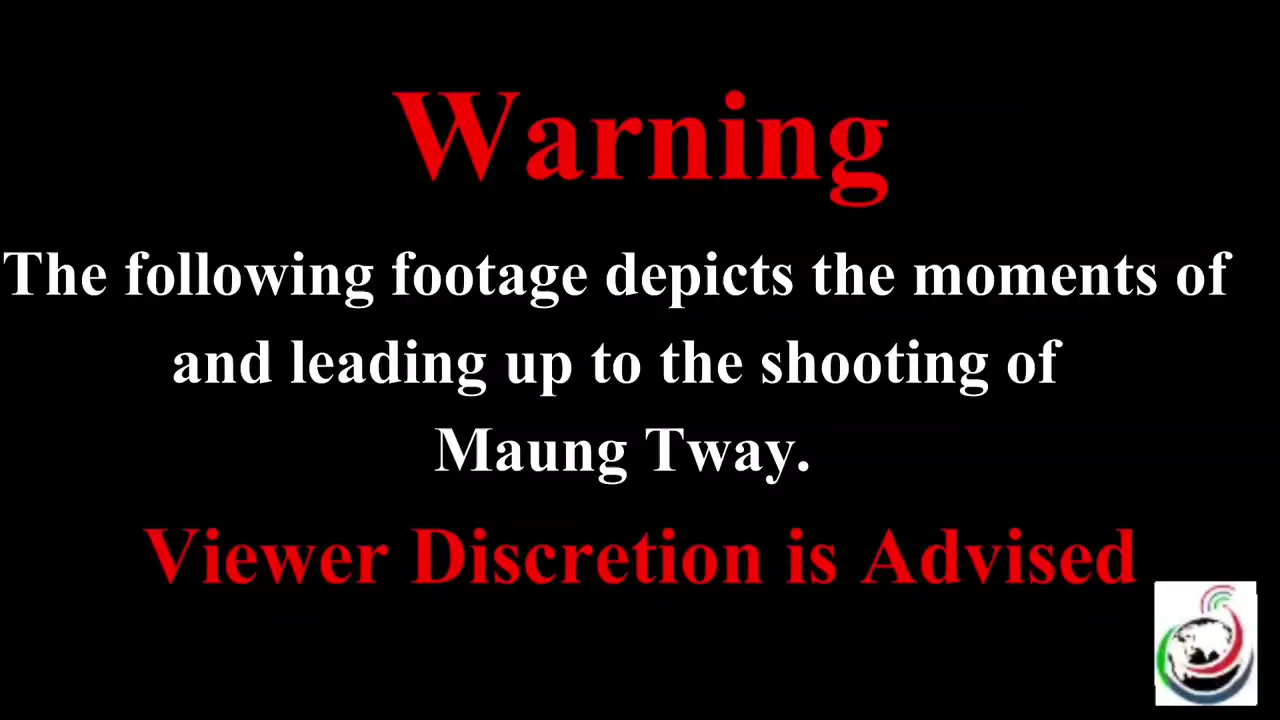 Warning
The following footage depicts the moments of
and leading up to the shooting of
Maung Tway.
Viewer Discretion is Advised